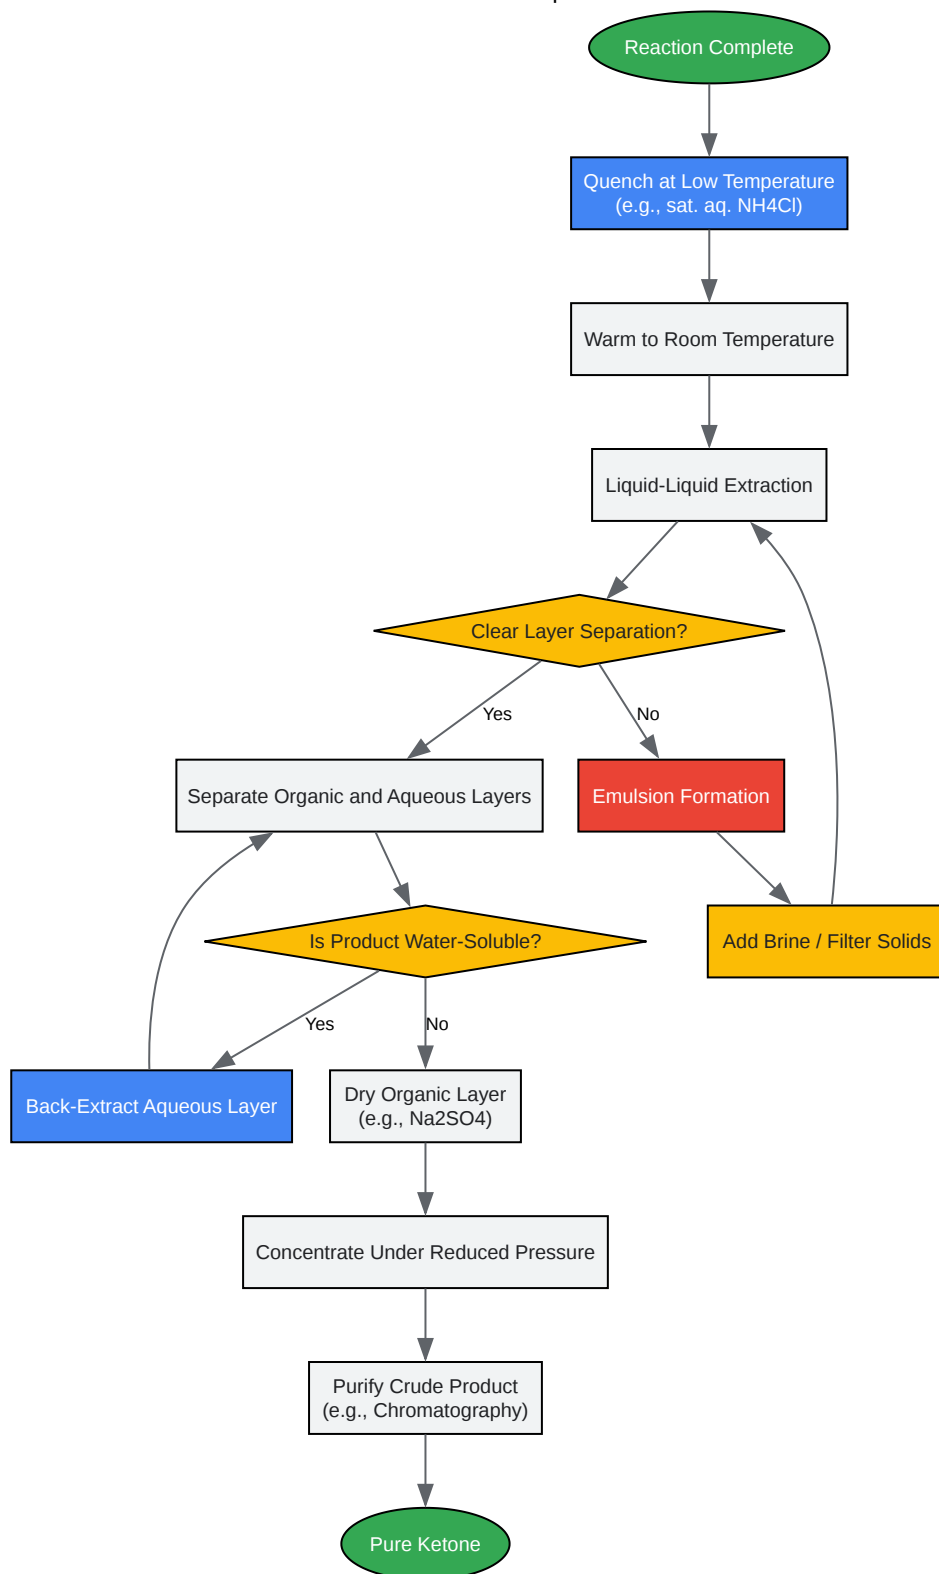 Reaction Complete
Quench at Low Temperature
(e.g., sat. aq. NH4Cl)
Warm to Room Temperature
Liquid-Liquid Extraction
Clear Layer Separation?
Yes
No
Separate Organic and Aqueous Layers
Emulsion Formation
Is Product Water-Soluble?
Add Brine / Filter Solids
Yes
No
Back-Extract Aqueous Layer
Dry Organic Layer
(e.g., Na2SO4)
Concentrate Under Reduced Pressure
Purify Crude Product
(e.g., Chromatography)
Pure Ketone